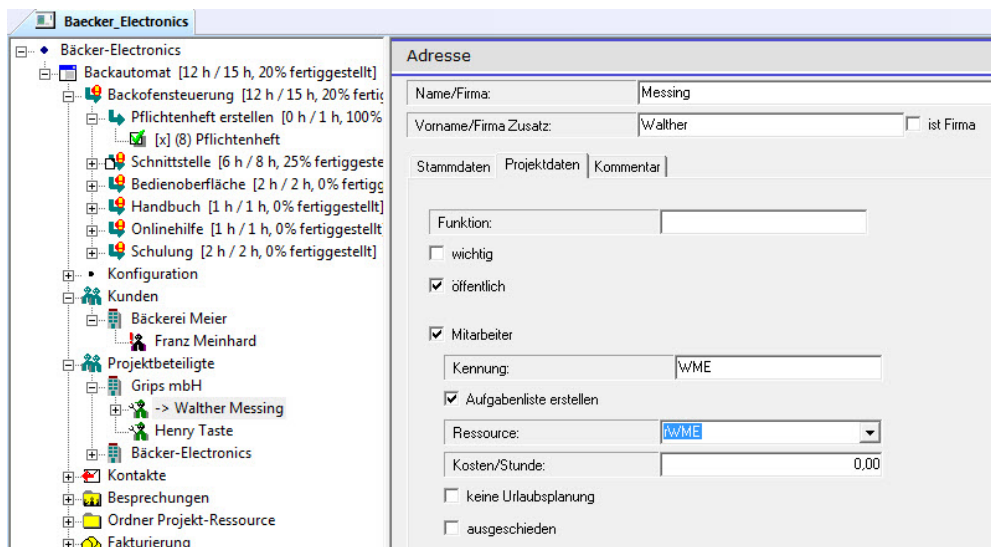 Baecker_Electronics
Bäcker-Electronics
Backautomat [12 h / 15 h, 20% fertiggestellt]
Backofensteuerung [12 h / 15 h, 20% fertig
Pflichtenheft erstellen [0 h / 1 h, 100%
[x] (8) Pflichtenheft
Schnittstelle [6 h / 8 h, 25% fertiggeste
Bedienoberfläche [2 h / 2 h, 0% fertigg
Handbuch [1 h / 1 h, 0% fertiggestellt]
Onlinehilfe [1 h / 1 h, 0% fertiggestellt
Schulung [2 h / 2 h, 0% fertiggestellt]
Konfiguration
Kunden
Bäckerei Meier
Franz Meinhard
Projektbeteiligte
Grips mbH
-> Walther Messing
Henry Taste
Bäcker-Electronics
Kontakte
Besprechungen
Ordner Projekt-Ressource
Fakturierung
Adresse
Name/Firma: Messing
Vorname/Firma Zusatz: Walther ist Firma
Stammdaten Projektdaten Kommentar
Funktion:
wichtig
öffentlich
Mitarbeiter
Kennung: WME
Aufgabenliste erstellen
Ressource: rWME
Kosten/Stunde: 0,00
keine Urlaubsplanung
ausgeschieden